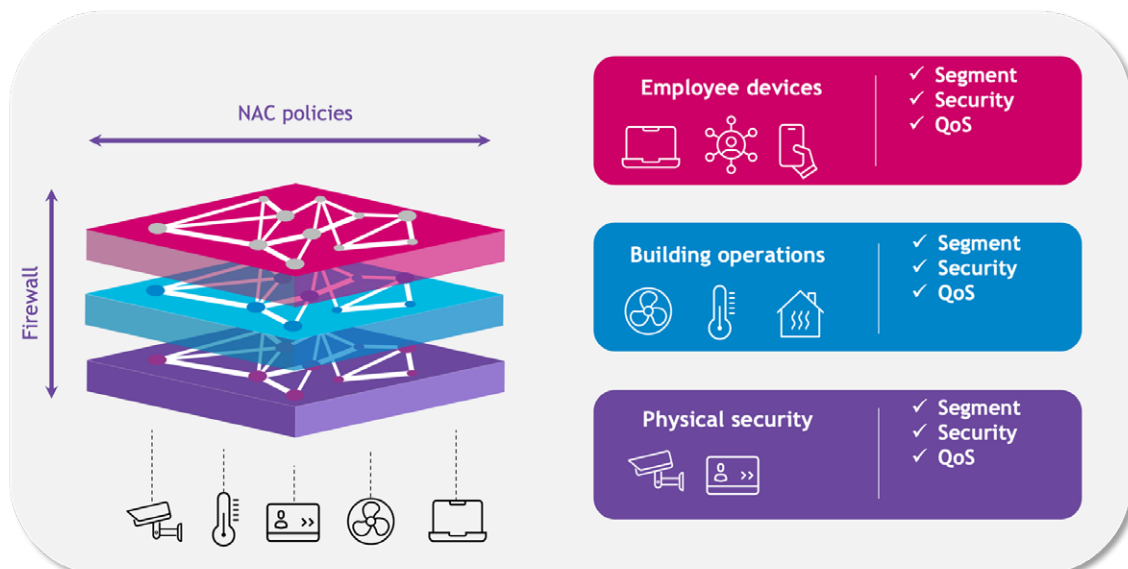 NAC policies
Firewall
Employee devices
✓ Segment
✓ Security
✓ QoS
Building operations
✓ Segment
✓ Security
✓ QoS
Physical security
✓ Segment
✓ Security
✓ QoS